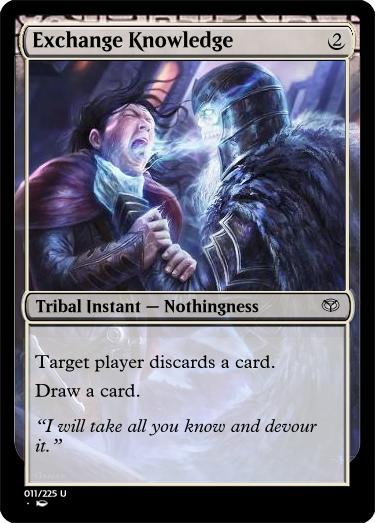 Exchange Knowledge 2
Tribal Instant — Nothingness
Target player discards a card.
Draw a card.
"I will take all you know and devour
it."
011/225 U